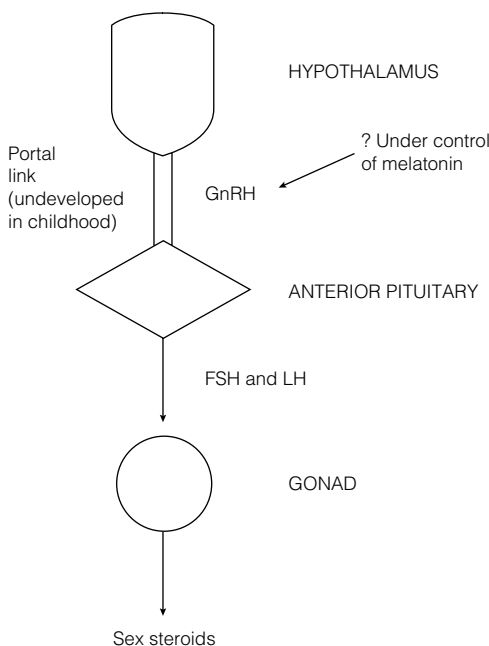 HYPOTHALAMUS
? Under control
of melatonin
Portal
link
(undeveloped
in childhood)
GnRH
ANTERIOR PITUITARY
FSH and LH
GONAD
Sex steroids